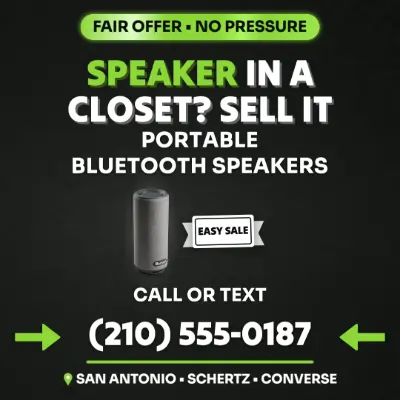 FAIR OFFER • NO PRESSURE
SPEAKER IN A
CLOSET? SELL IT
PORTABLE
BLUETOOTH SPEAKERS
EASY SALE
CALL OR TEXT
(210) 555-0187
SAN ANTONIO • SCHERTZ • CONVERSE